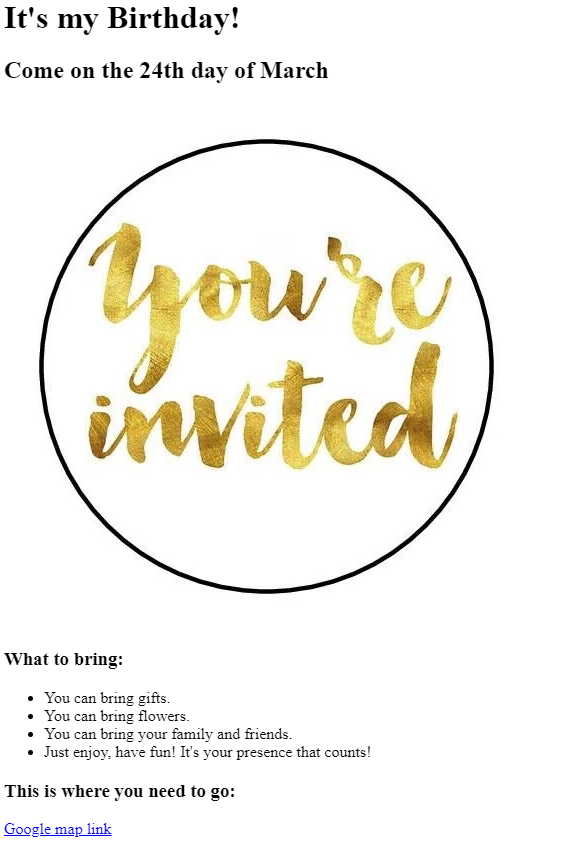 It's my Birthday!
Come on the 24th day of March
You're
invited
What to bring:
You can bring gifts.
You can bring flowers.
You can bring your family and friends.
Just enjoy, have fun! It's your presence that counts!
This is where you need to go:
Google map link